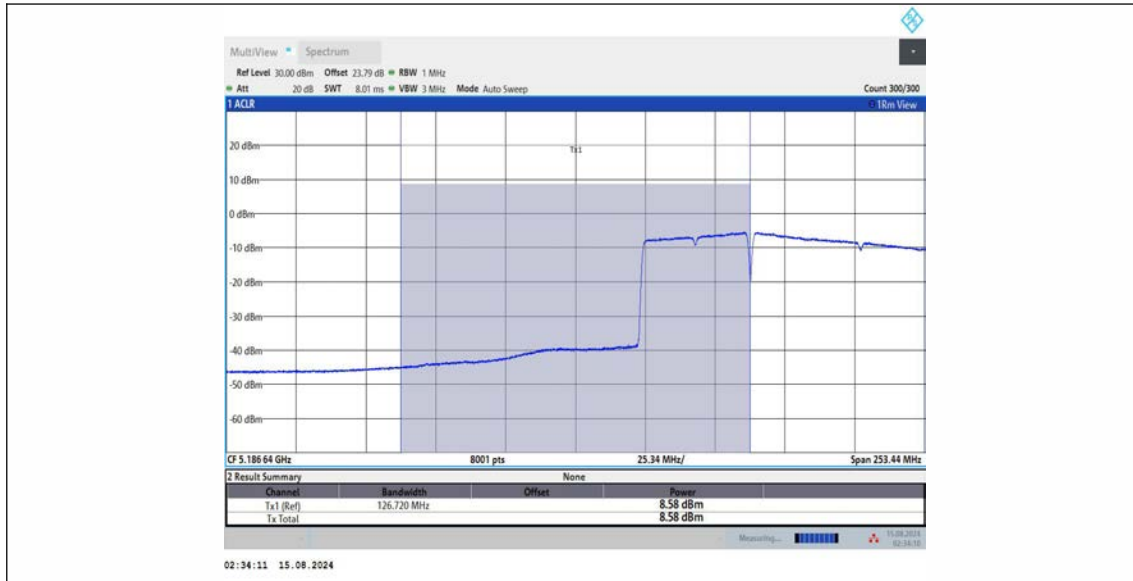 MultiView Spectrum
Ref Level 30.00 dBm Offset 23.79 dB RBW 1 MHz
Att 20 dB SWT 8.01 ms VBW 3 MHz Mode Auto Sweep Count 300/300
1 ACLR 1Rm View
20 dBm
Tx1
10 dBm
0 dBm
-10 dBm
-20 dBm
-30 dBm
-40 dBm
-50 dBm
-60 dBm
CF 5.186 64 GHz 8001 pts 25.34 MHz/ Span 253.44 MHz
2 Result Summary None
Channel Bandwidth Offset Power
Tx1 (Ref) 126.720 MHz 8.58 dBm
Tx Total 8.58 dBm
Measuring... 15.08.2024
02:34:10
02:34:11 15.08.2024